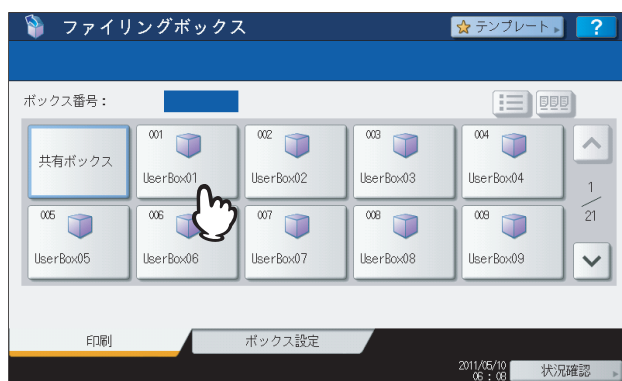 ファイリングボックス
テンプレート
?
ボックス番号：
共有ボックス
001
UserBox01
002
UserBox02
003
UserBox03
004
UserBox04
1
21
005
UserBox05
006
UserBox06
007
UserBox07
008
UserBox08
009
UserBox09
印刷
ボックス設定
2011/05/10
06 : 08
状況確認